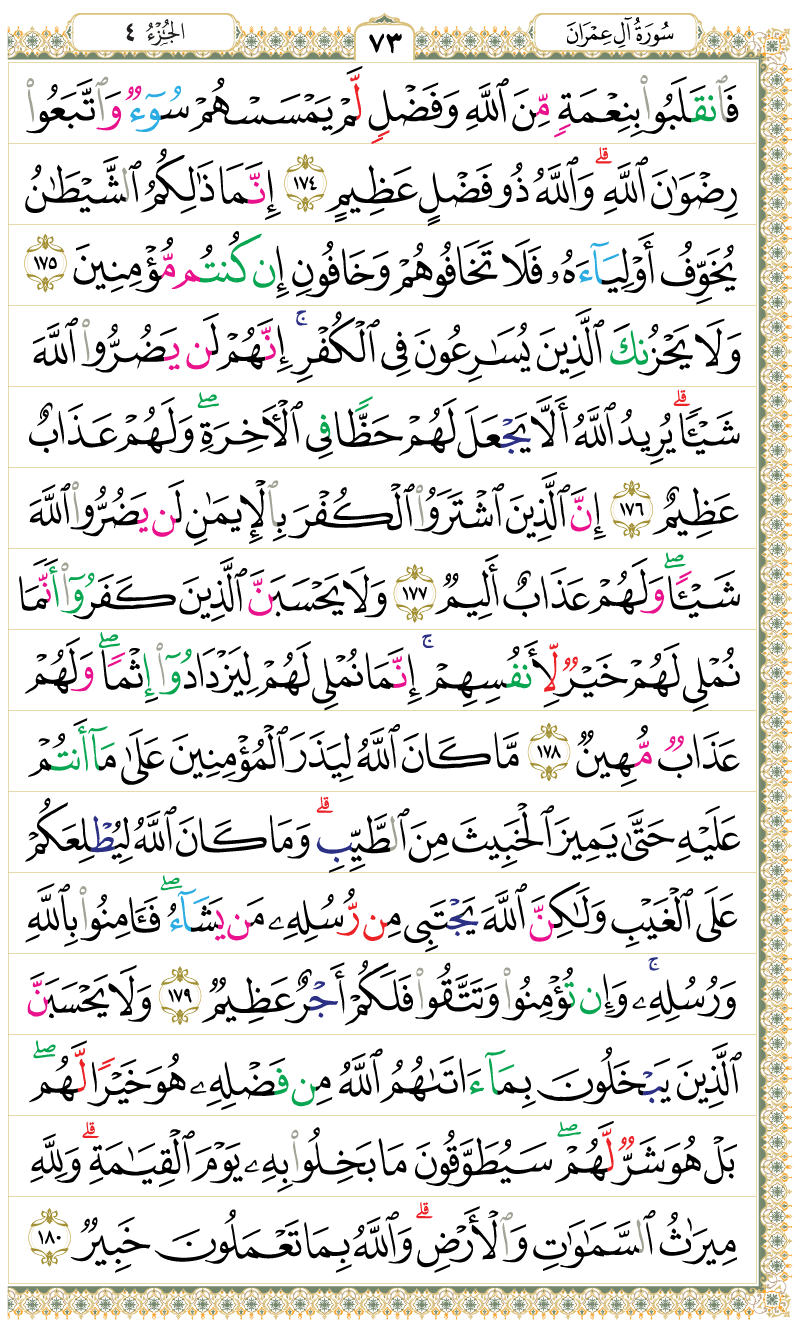 سُورَةُ آلِ عِمْرَانَ
٧٣
الجُزْءُ ٤
فَٱنقَلَبُوا۟ بِنِعْمَةٍ مِّنَ ٱللَّهِ وَفَضْلٍ لَّمْ يَمْسَسْهُمْ سُوٓءٌ وَٱتَّبَعُوا۟
رِضْوَٰنَ ٱللَّهِ ۗ وَٱللَّهُ ذُو فَضْلٍ عَظِيمٍ ١٧٤ إِنَّمَا ذَٰلِكُمُ ٱلشَّيْطَٰنُ
يُخَوِّفُ أَوْلِيَآءَهُۥ فَلَا تَخَافُوهُمْ وَخَافُونِ إِن كُنتُم مُّؤْمِنِينَ ١٧٥
وَلَا يَحْزُنكَ ٱلَّذِينَ يُسَٰرِعُونَ فِى ٱلْكُفْرِ ۚ إِنَّهُمْ لَن يَضُرُّوا۟ ٱللَّهَ
شَيْـًٔا ۗ يُرِيدُ ٱللَّهُ أَلَّا يَجْعَلَ لَهُمْ حَظًّا فِى ٱلْـَٔاخِرَةِ ۖ وَلَهُمْ عَذَابٌ
عَظِيمٌ ١٧٦ إِنَّ ٱلَّذِينَ ٱشْتَرَوُا۟ ٱلْكُفْرَ بِٱلْإِيمَٰنِ لَن يَضُرُّوا۟ ٱللَّهَ
شَيْـًٔا ۖ وَلَهُمْ عَذَابٌ أَلِيمٌ ١٧٧ وَلَا يَحْسَبَنَّ ٱلَّذِينَ كَفَرُوٓا۟ أَنَّمَا
نُمْلِى لَهُمْ خَيْرٌ لِّأَنفُسِهِمْ ۚ إِنَّمَا نُمْلِى لَهُمْ لِيَزْدَادُوٓا۟ إِثْمًا ۖ وَلَهُمْ
عَذَابٌ مُّهِينٌ ١٧٨ مَّا كَانَ ٱللَّهُ لِيَذَرَ ٱلْمُؤْمِنِينَ عَلَىٰ مَآ أَنتُمْ
عَلَيْهِ حَتَّىٰ يَمِيزَ ٱلْخَبِيثَ مِنَ ٱلطَّيِّبِ ۗ وَمَا كَانَ ٱللَّهُ لِيُطْلِعَكُمْ
عَلَى ٱلْغَيْبِ وَلَٰكِنَّ ٱللَّهَ يَجْتَبِى مِن رُّسُلِهِۦ مَن يَشَآءُ ۖ فَـَٔامِنُوا۟ بِٱللَّهِ
وَرُسُلِهِۦ ۚ وَإِن تُؤْمِنُوا۟ وَتَتَّقُوا۟ فَلَكُمْ أَجْرٌ عَظِيمٌ ١٧٩ وَلَا يَحْسَبَنَّ
ٱلَّذِينَ يَبْخَلُونَ بِمَآ ءَاتَىٰهُمُ ٱللَّهُ مِن فَضْلِهِۦ هُوَ خَيْرًا لَّهُم ۖ
بَلْ هُوَ شَرٌّ لَّهُمْ ۖ سَيُطَوَّقُونَ مَا بَخِلُوا۟ بِهِۦ يَوْمَ ٱلْقِيَٰمَةِ ۗ وَلِلَّهِ
مِيرَٰثُ ٱلسَّمَٰوَٰتِ وَٱلْأَرْضِ ۗ وَٱللَّهُ بِمَا تَعْمَلُونَ خَبِيرٌ ١٨٠